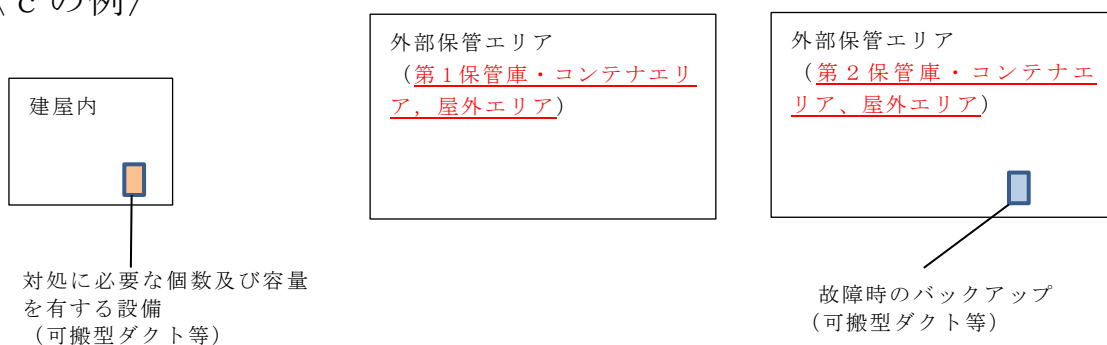 〈ｃの例〉
建屋内
対処に必要な個数及び容量
を有する設備
（可搬型ダクト等）
外部保管エリア
（第１保管庫・コンテナエリ
ア，屋外エリア）
外部保管エリア
（第２保管庫・コンテナエ
リア、屋外エリア）
故障時のバックアップ
（可搬型ダクト等）